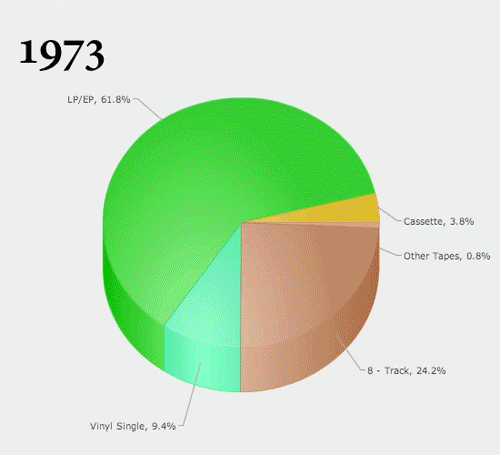 1973
LP/EP, 61.8%
Cassette, 3.8%
Other Tapes, 0.8%
8 - Track, 24.2%
Vinyl Single, 9.4%